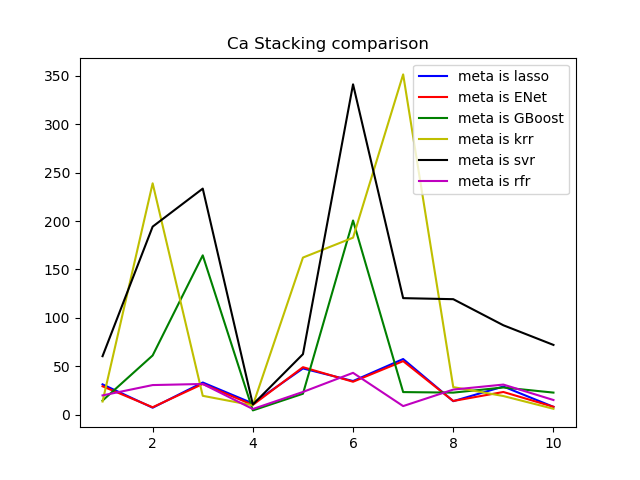 Ca Stacking comparison
350
300
250
200
150
100
50
0
2
4
6
8
10
meta is lasso
meta is ENet
meta is GBoost
meta is krr
meta is svr
meta is rfr